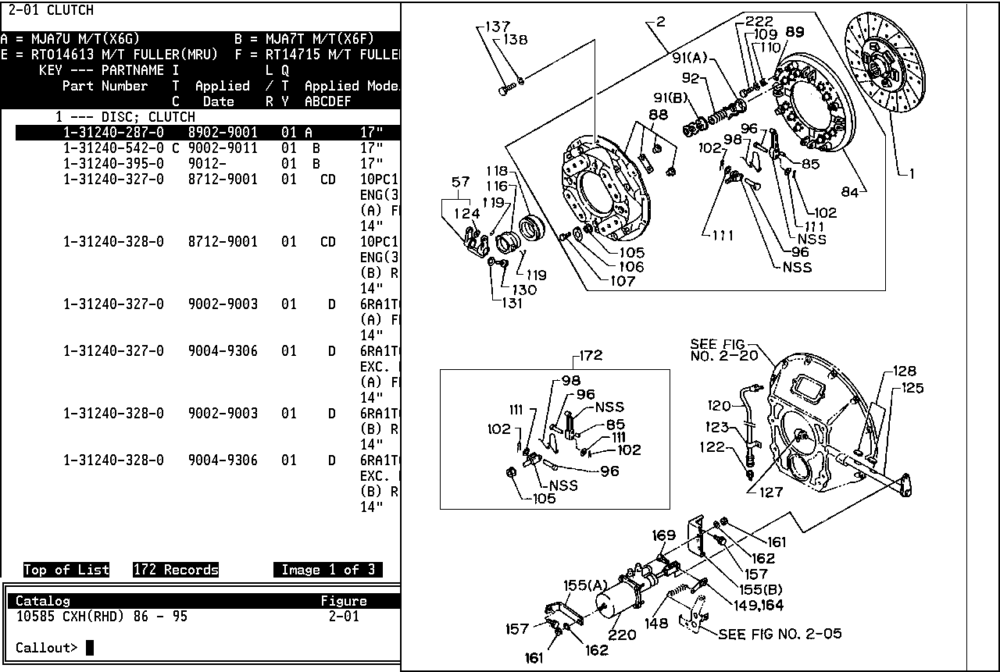 2-01 CLUTCH
A = MJA7U M/T(X6G) B = MJA7T M/T(X6F)
E = RTO14613 M/T FULLER(MRU) F = RT14715 M/T FULLE
KEY --- PARTNAME I L Q
Part Number T Applied / T Applied Mode
C Date R Y ABCDEF
1 --- DISC; CLUTCH
1-31240-287-0 8902-9001 01 A 17"
1-31240-542-0 C 9002-9011 01 B 17"
1-31240-395-0 9012- 01 B 17"
1-31240-327-0 8712-9001 01 CD 10PC1
ENG(3
(A) F
14"
1-31240-328-0 8712-9001 01 CD 10PC1
ENG(3
(B) R
14"
1-31240-327-0 9002-9003 01 D 6RA1T
(A) F
14"
1-31240-327-0 9004-9306 01 D 6RA1T
EXC.
(A) F
14"
1-31240-328-0 9002-9003 01 D 6RA1T
(B) R
14"
1-31240-328-0 9004-9306 01 D 6RA1T
EXC.
(B) R
14"
Top of List 172 Records Image 1 of 3
Catalog Figure
10585 CXH(RHD) 86 - 95 2-01
Callout>
137
138
2
222
109
110
89
91(A)
92
91(B)
88
96
98
102
85
1
84
118
116
119
57
124
111
102
111
NSS
96
NSS
105
106
107
119
130
131
172
98
96
NSS
111
85
102
111
102
96
NSS
105
SEE FIG
NO. 2-20
128
125
120
123
122
127
169
161
162
157
155(B)
149,164
155(A)
148
157
220
161
162
SEE FIG NO. 2-05